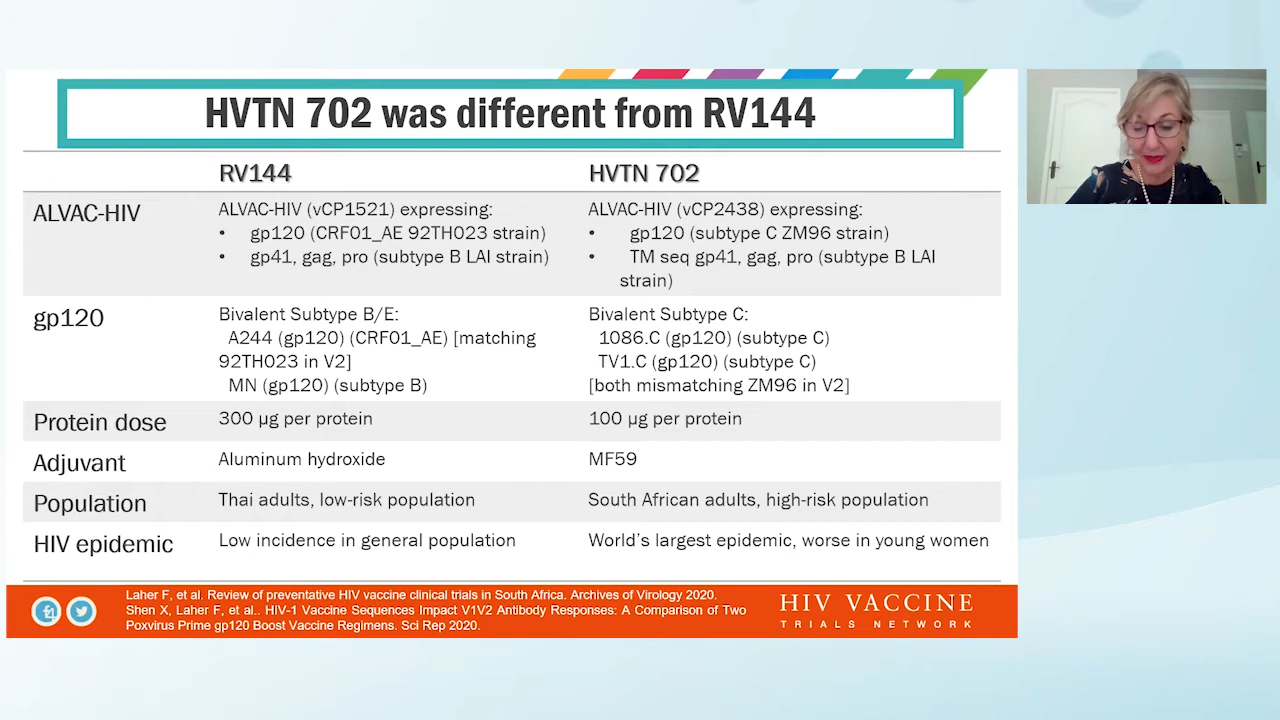 HVTN 702 was different from RV144
RV144 HVTN 702
ALVAC-HIV
ALVAC-HIV (vCP1521) expressing:
• gp120 (CRF01_AE 92TH023 strain)
• gp41, gag, pro (subtype B LAI strain)
ALVAC-HIV (vCP2438) expressing:
• gp120 (subtype C ZM96 strain)
• TM seq gp41, gag, pro (subtype B LAI
strain)
gp120
Bivalent Subtype B/E:
A244 (gp120) (CRF01_AE) [matching
92TH023 in V2]
MN (gp120) (subtype B)
Bivalent Subtype C:
1086.C (gp120) (subtype C)
TV1.C (gp120) (subtype C)
[both mismatching ZM96 in V2]
Protein dose 300 µg per protein 100 µg per protein
Adjuvant Aluminum hydroxide MF59
Population Thai adults, low-risk population South African adults, high-risk population
HIV epidemic Low incidence in general population World's largest epidemic, worse in young women
Laher F, et al. Review of preventative HIV vaccine clinical trials in South Africa. Archives of Virology 2020.
Shen X, Laher F, et al.. HIV-1 Vaccine Sequences Impact V1V2 Antibody Responses: A Comparison of Two
Poxvirus Prime gp120 Boost Vaccine Regimens. Sci Rep 2020.
HIV VACCINE
TRIALS NETWORK